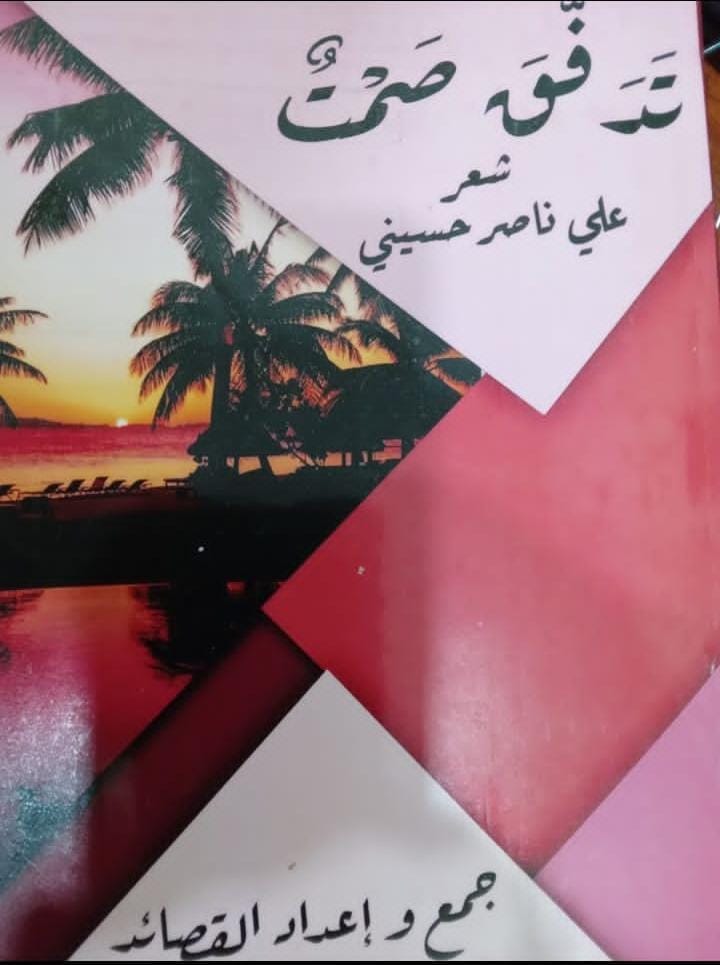 تَدَفَّقَ صَمْتٌ
شعر
علي ناصر حسيني
جمع و إعداد القصائد